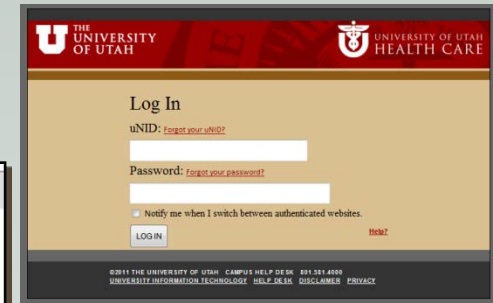 THE
UNIVERSITY
OF UTAH
UNIVERSITY OF UTAH
HEALTH CARE
Log In
uNID: Forgot your uNID?
Password: Forgot your password?
Notify me when I switch between authenticated websites.
LOGIN
Help?
©2011 THE UNIVERSITY OF UTAH CAMPUS HELP DESK 801.581.4000
UNIVERSITY INFORMATION TECHNOLOGY HELP DESK DISCLAIMER PRIVACY